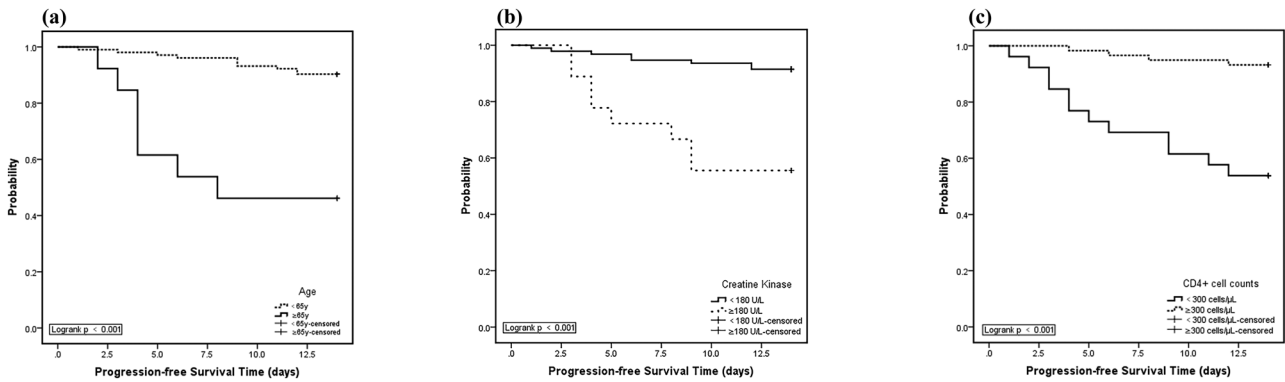 (a)
1.0
0.8
0.6
0.4
0.2
0.0
Probability
Age
<65y
≥65y
<65y-censored
≥65y-censored
Logrank p < 0.001
.0 2.5 5.0 7.5 10.0 12.5
Progression-free Survival Time (days)
(b)
1.0
0.8
0.6
0.4
0.2
0.0
Probability
Creatine Kinase
<180 U/L
≥180 U/L
<180 U/L-censored
≥180 U/L-censored
Logrank p < 0.001
.0 2.5 5.0 7.5 10.0 12.5
Progression-free Survival Time (days)
(c)
1.0
0.8
0.6
0.4
0.2
0.0
Probability
CD4+ cell counts
<300 cells/μL
≥300 cells/μL
<300 cells/μL-censored
≥300 cells/μL-censored
Logrank p < 0.001
.0 2.5 5.0 7.5 10.0 12.5
Progression-free Survival Time (days)